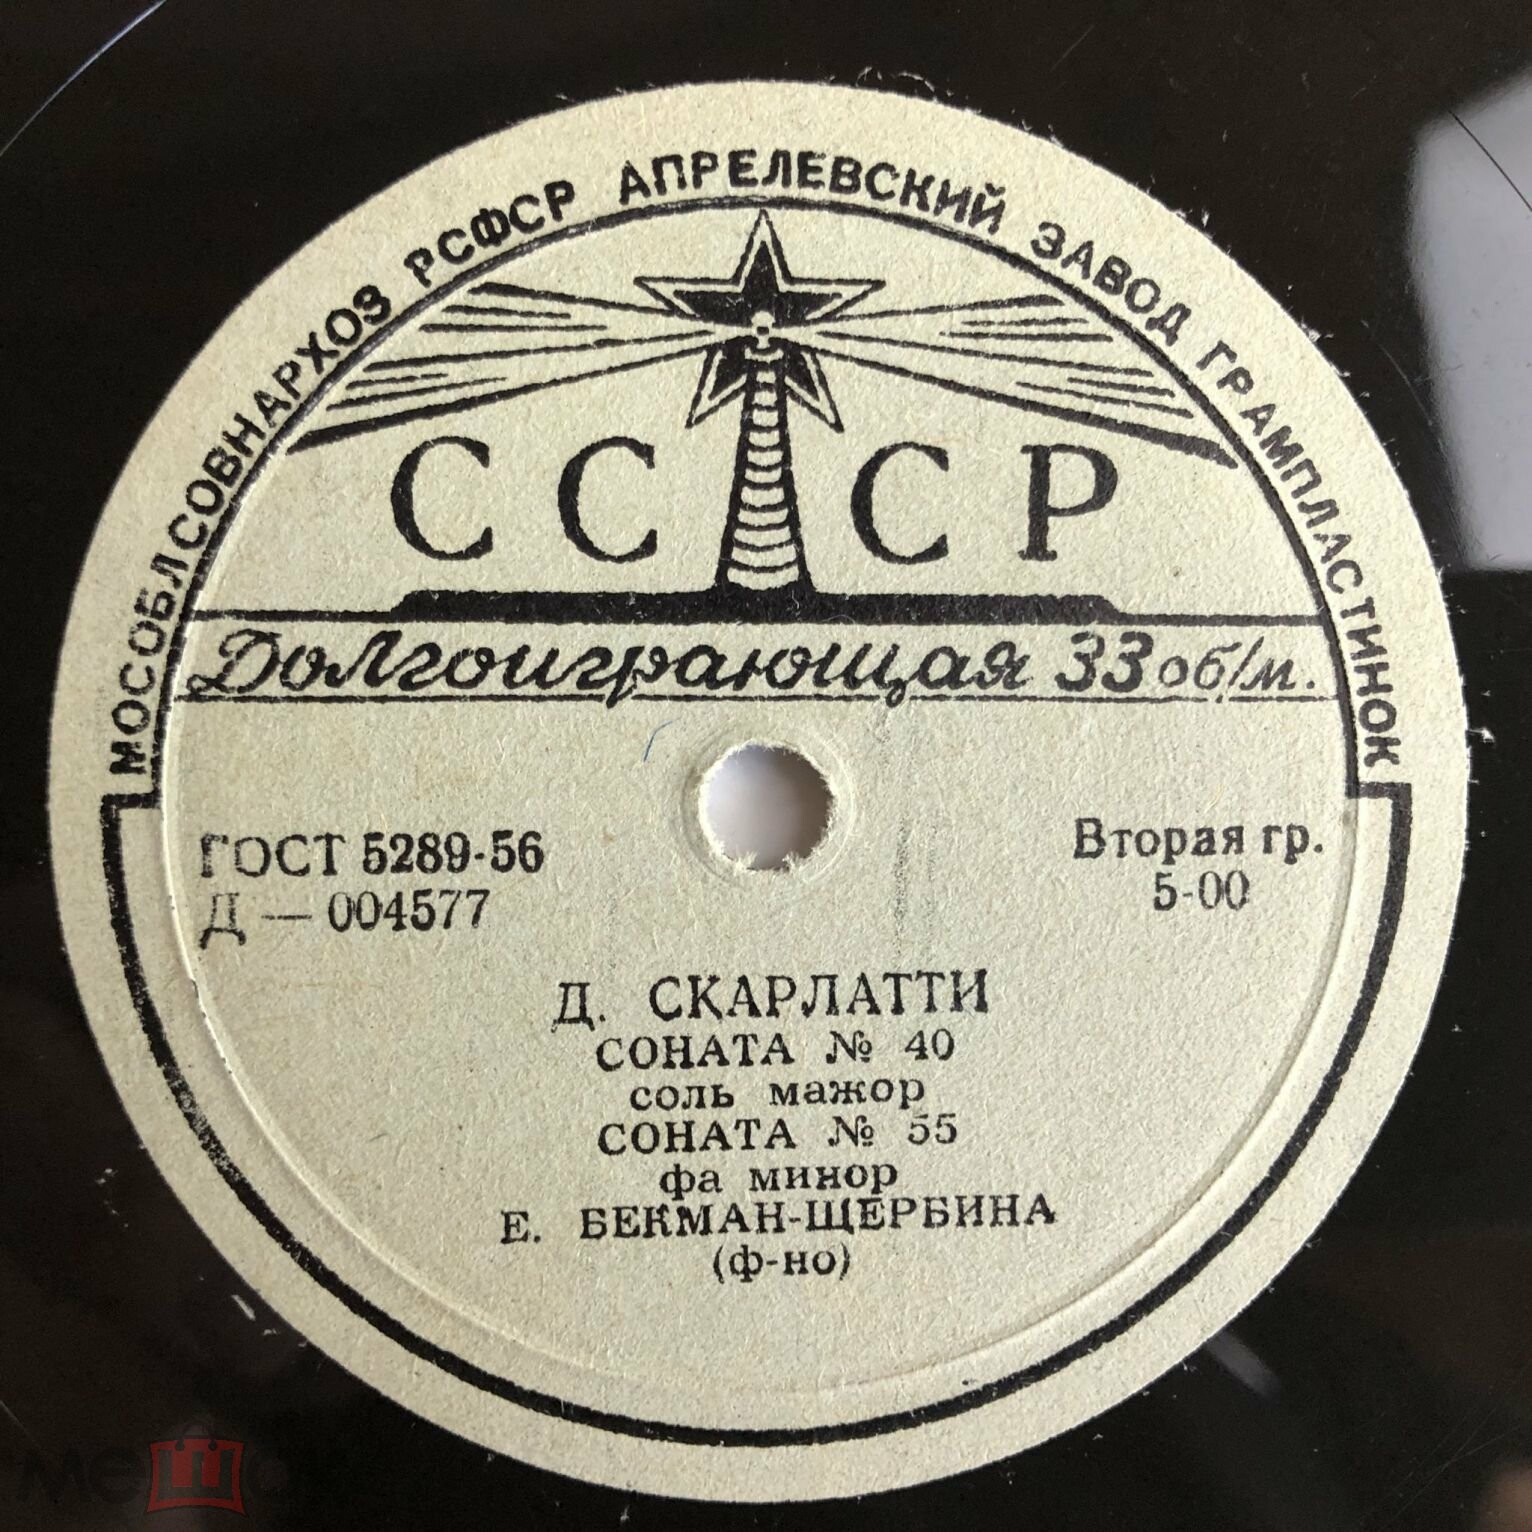 МОСОБЛСОВНАРХОЗ РСФСР АПРЕЛЕВСКИЙ ЗАВОД ГРАМПЛАСТИНОК
СССР
Долгоиграющая 33 об/м.
ГОСТ 5289-56
Д — 004577
Вторая гр.
5-00
Д. СКАРЛАТТИ
СОНАТА № 40
соль мажор
СОНАТА № 55
фа минор
Е. БЕКМАН-ЩЕРБИНА
(ф-но)
мешок